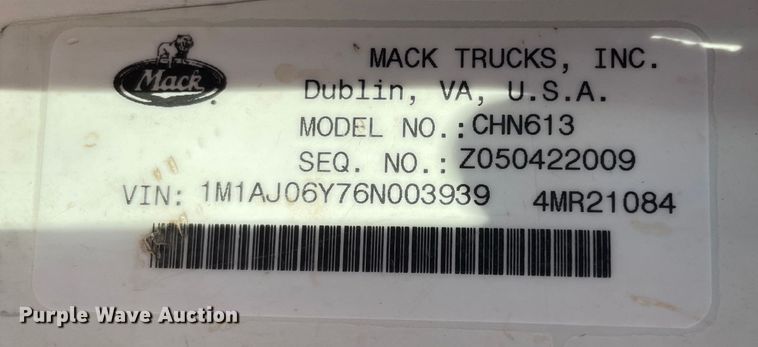 Mack
MACK TRUCKS, INC.
Dublin, VA, U.S.A.
MODEL NO.: CHN613
SEQ. NO.: Z050422009
VIN: 1M1AJ06Y76N003939 4MR21084
Purple Wave Auction